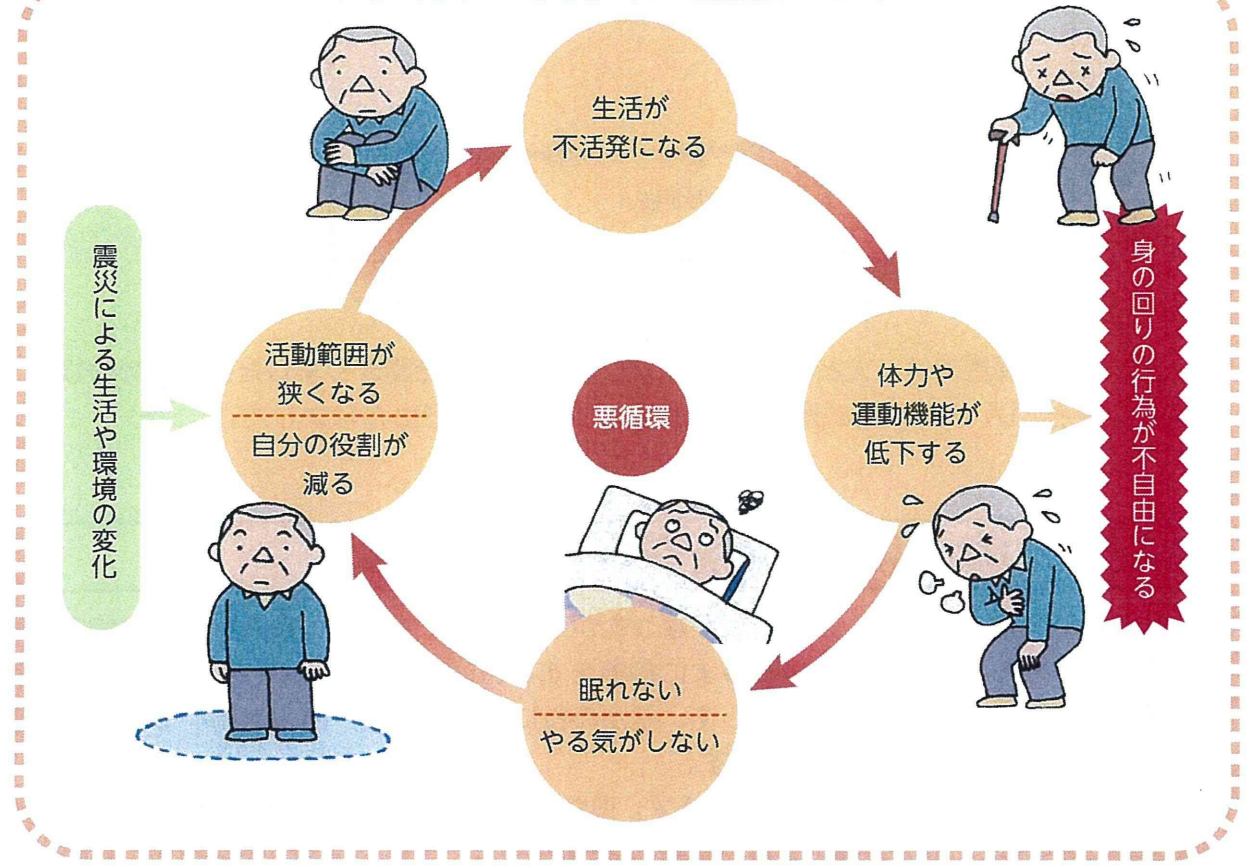 生活が
不活発になる
震災による生活や環境の変化
活動範囲が
狭くなる
自分の役割が
減る
悪循環
体力や
運動機能が
低下する
身の回りの行為が不自由になる
眠れない
やる気がしない